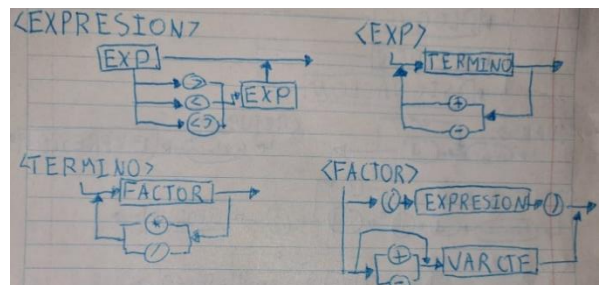 <EXPRESION>
EXP
>
<
<>
EXP
<EXP>
TERMINO
+
-
<TERMINO>
FACTOR
*
/
<FACTOR>
( EXPRESION )
+
-
VAR CTE